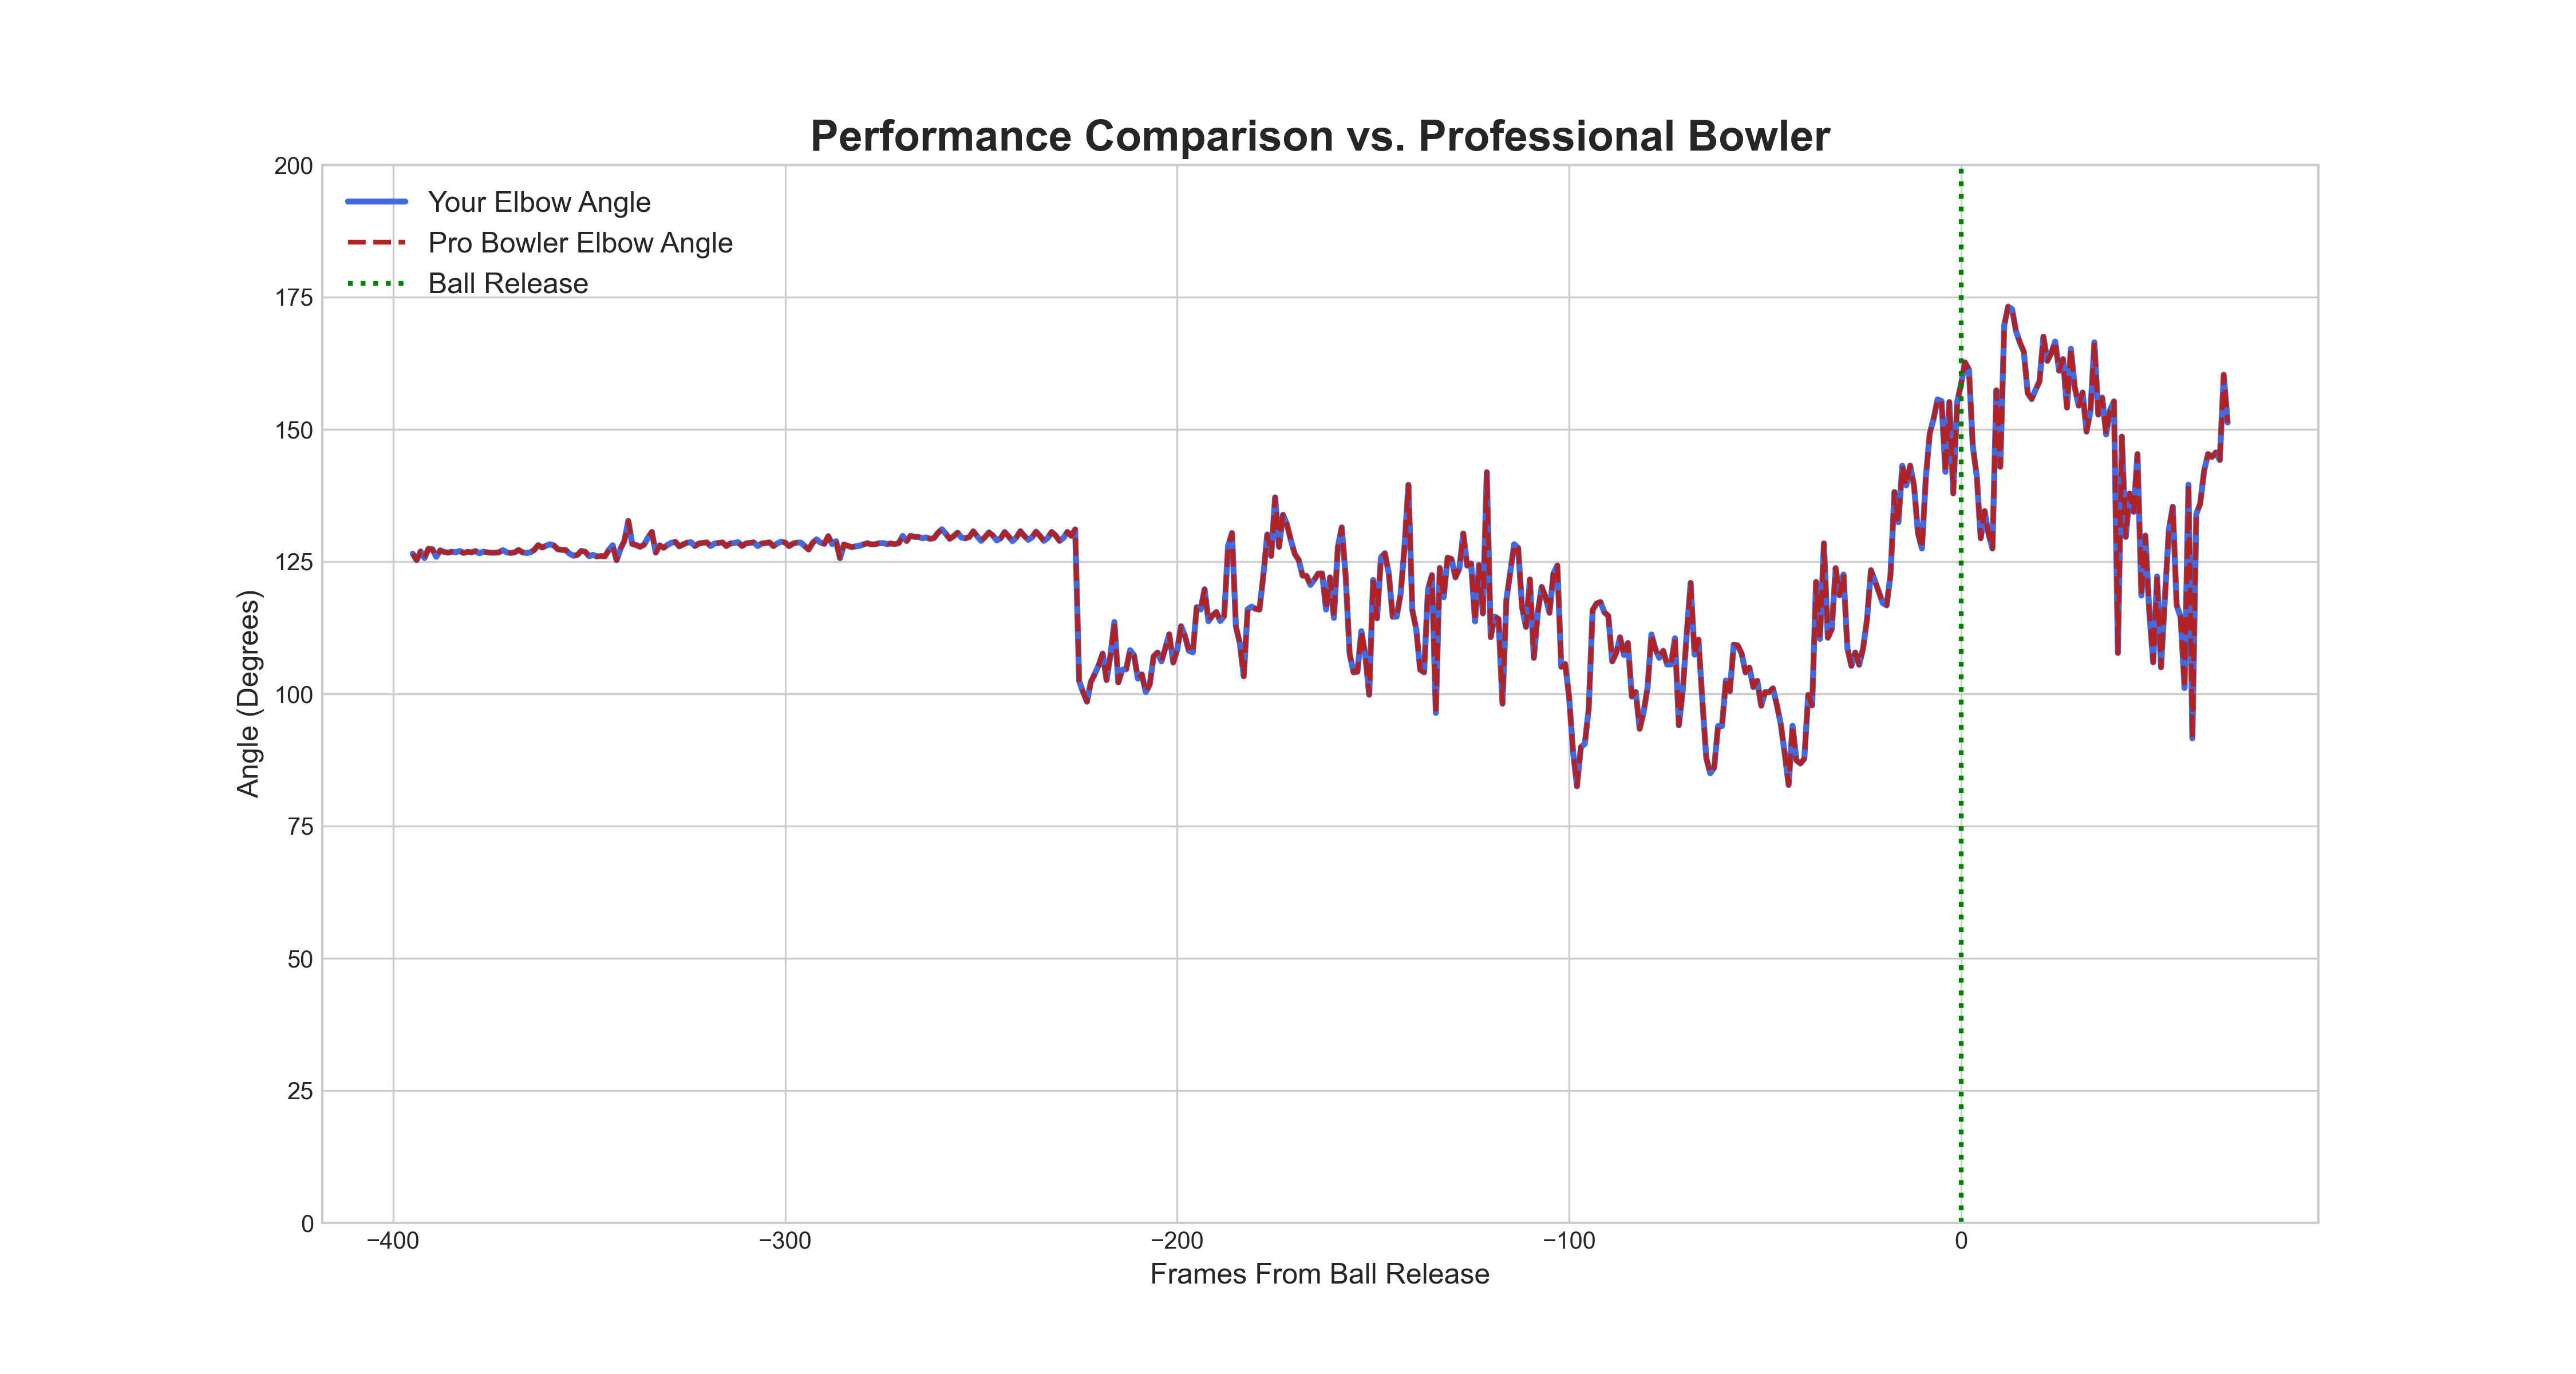 Performance Comparison vs. Professional Bowler
200
175
150
125
100
75
50
25
0
Angle (Degrees)
Your Elbow Angle
Pro Bowler Elbow Angle
Ball Release
−400
−300
−200
−100
0
Frames From Ball Release